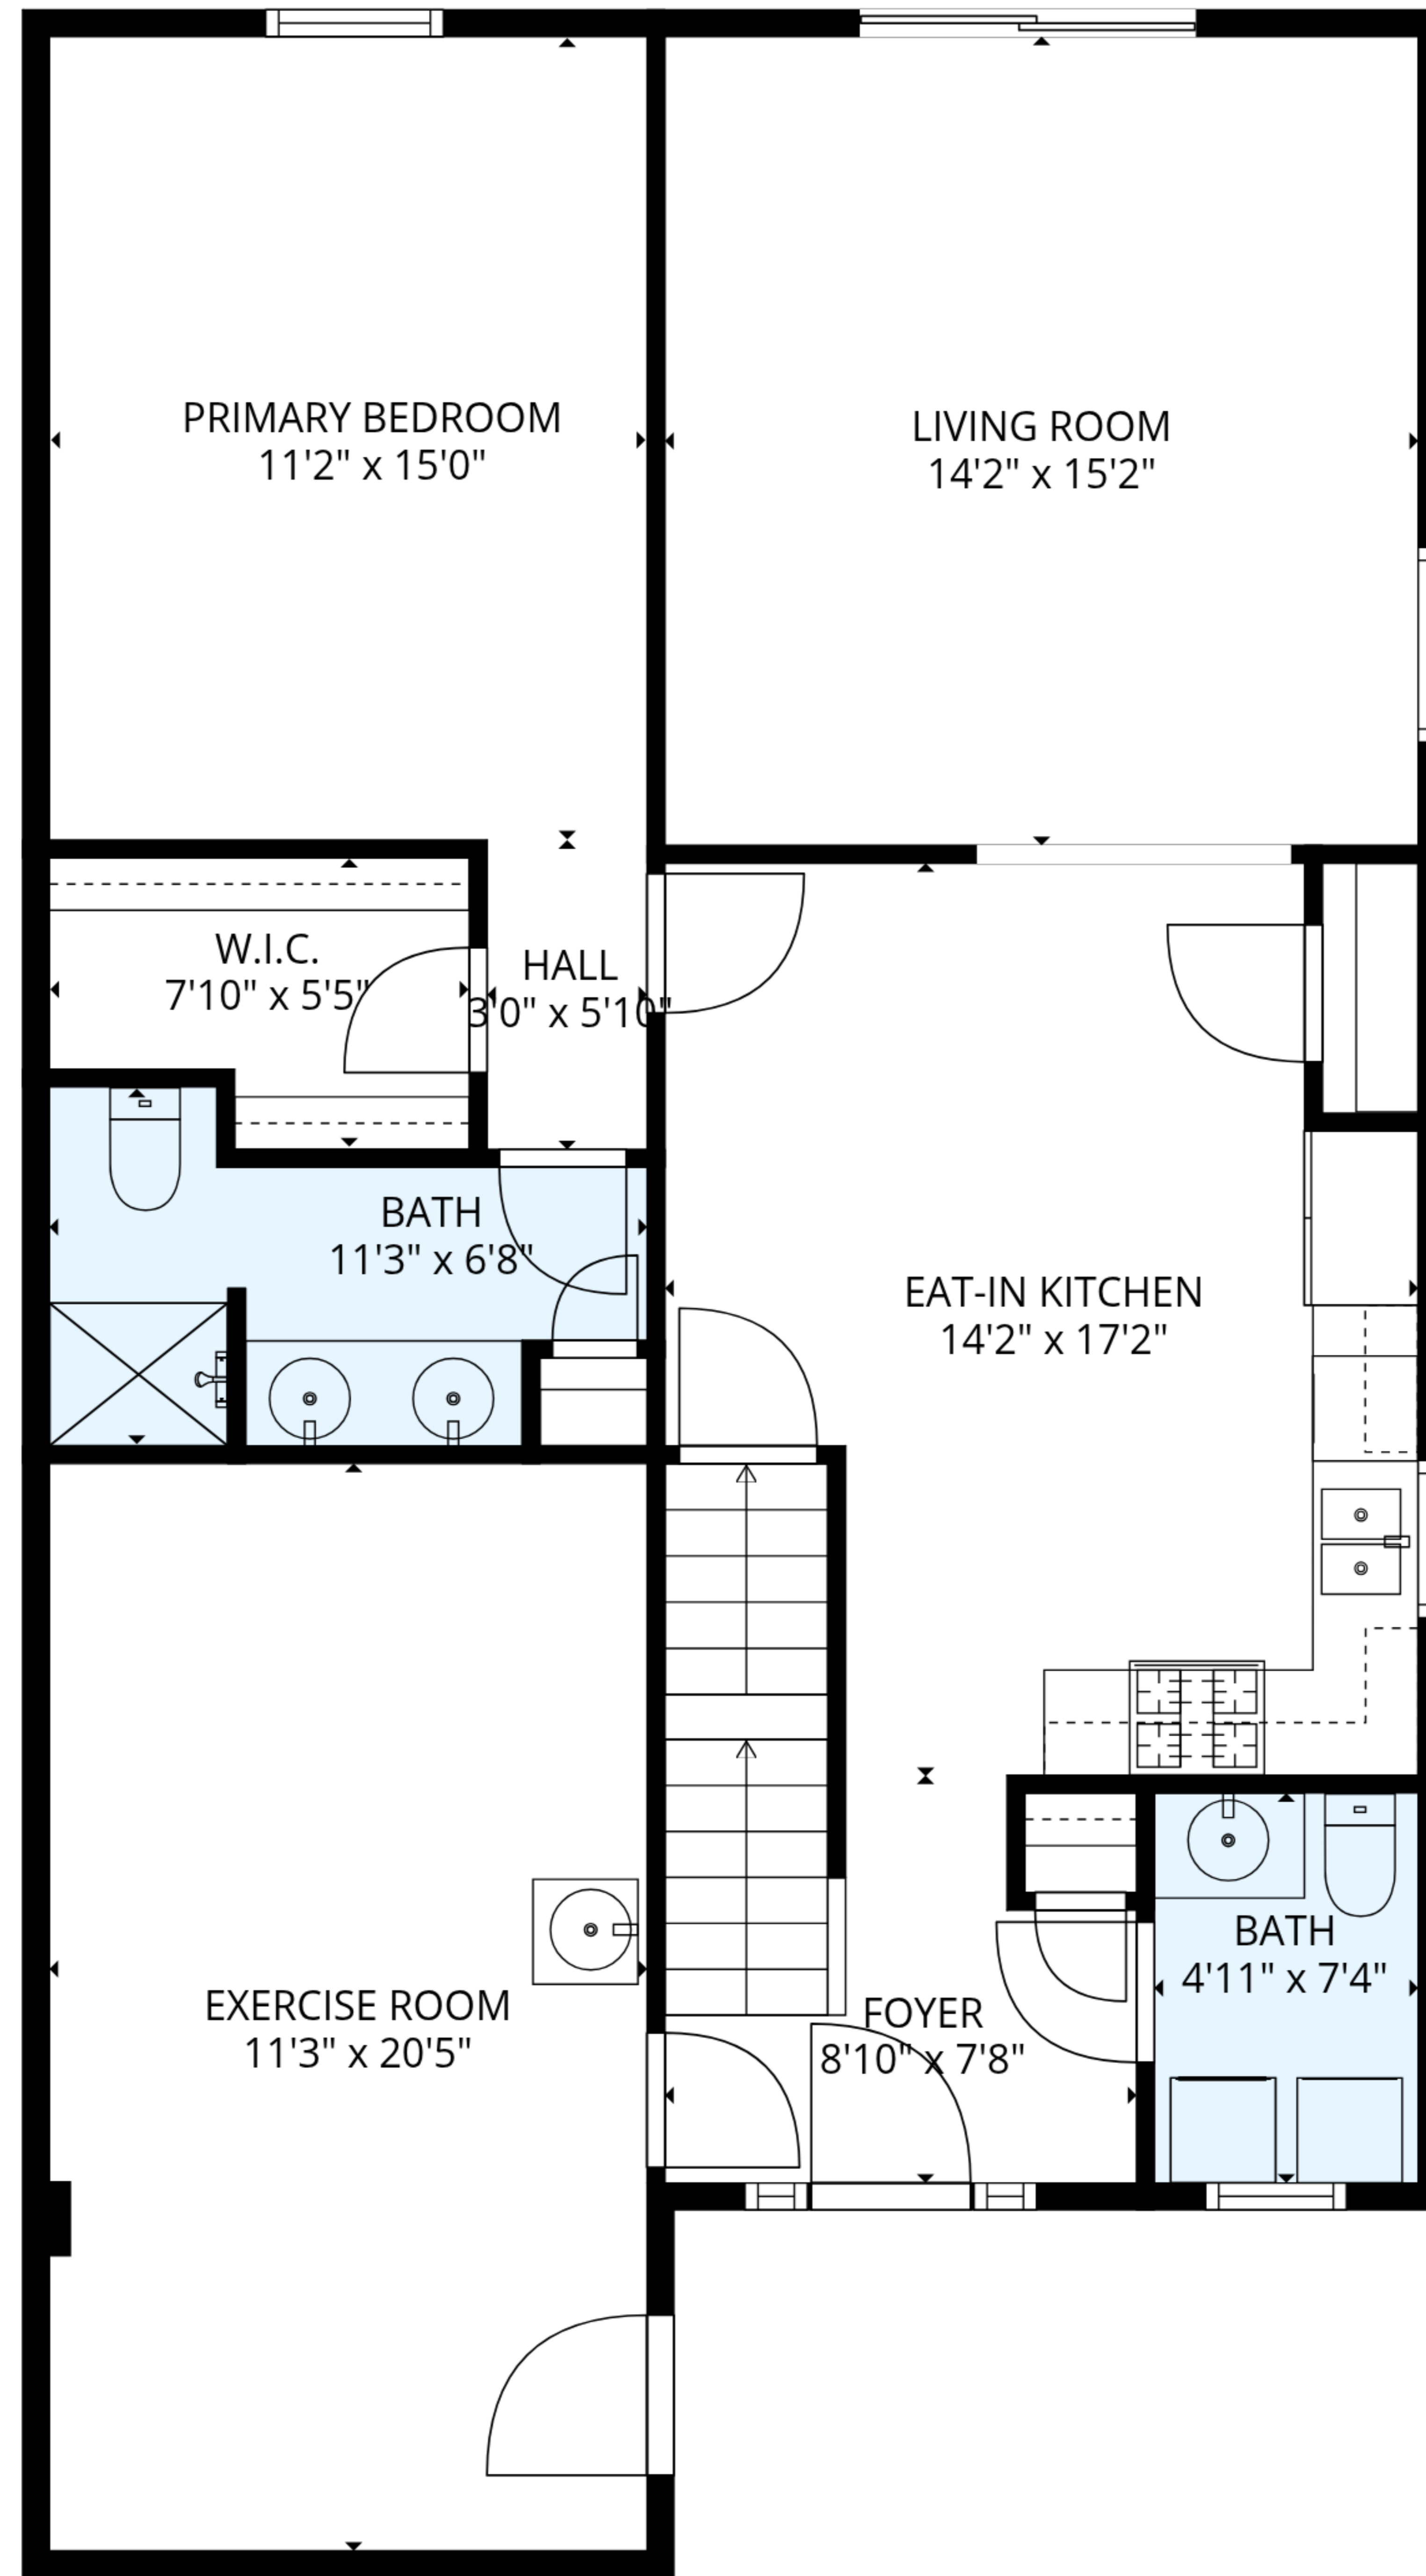 PRIMARY BEDROOM
11'2" x 15'0"
LIVING ROOM
14'2" x 15'2"
W.I.C.
7'10" x 5'5"
HALL
3'0" x 5'10"
BATH
11'3" x 6'8"
EAT-IN KITCHEN
14'2" x 17'2"
BATH
4'11" x 7'4"
EXERCISE ROOM
11'3" x 20'5"
FOYER
8'10" x 7'8"